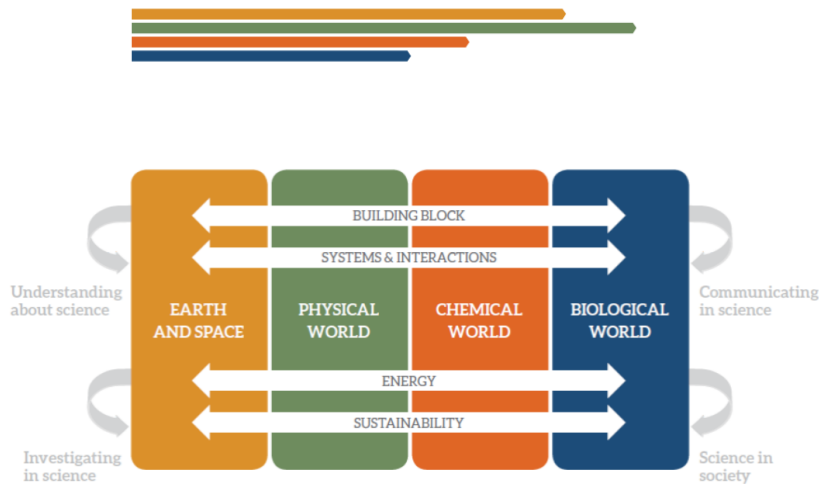 BUILDING BLOCK
SYSTEMS & INTERACTIONS
Understanding
about science
EARTH
AND SPACE
PHYSICAL
WORLD
CHEMICAL
WORLD
BIOLOGICAL
WORLD
Communicating
in science
ENERGY
SUSTAINABILITY
Investigating
in science
Science in
society